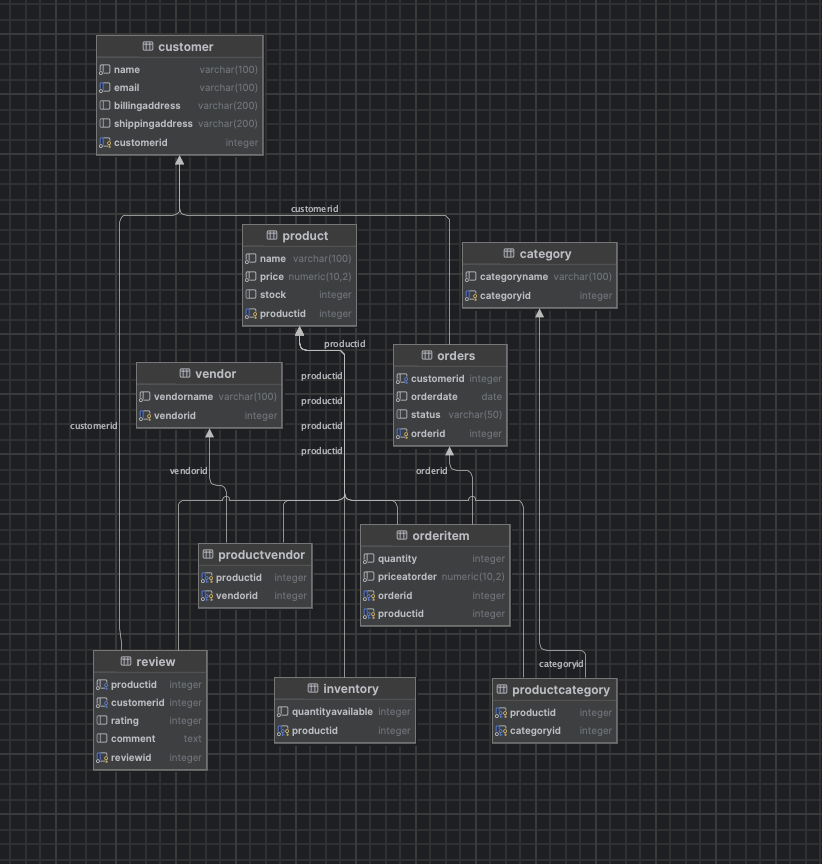 customer
name varchar(100)
email varchar(100)
billingaddress varchar(200)
shippingaddress varchar(200)
customerid integer
customerid
product
name varchar(100)
price numeric(10,2)
stock integer
productid integer
category
categoryname varchar(100)
categoryid integer
productid
productid
productid
productid
productid
vendor
vendorname varchar(100)
vendorid integer
orders
customerid integer
orderdate date
status varchar(50)
orderid integer
customerid
vendorid
orderid
productvendor
productid integer
vendorid integer
orderitem
quantity integer
priceatorder numeric(10,2)
orderid integer
productid integer
categoryid
review
productid integer
customerid integer
rating integer
comment text
reviewid integer
inventory
quantityavailable integer
productid integer
productcategory
productid integer
categoryid integer